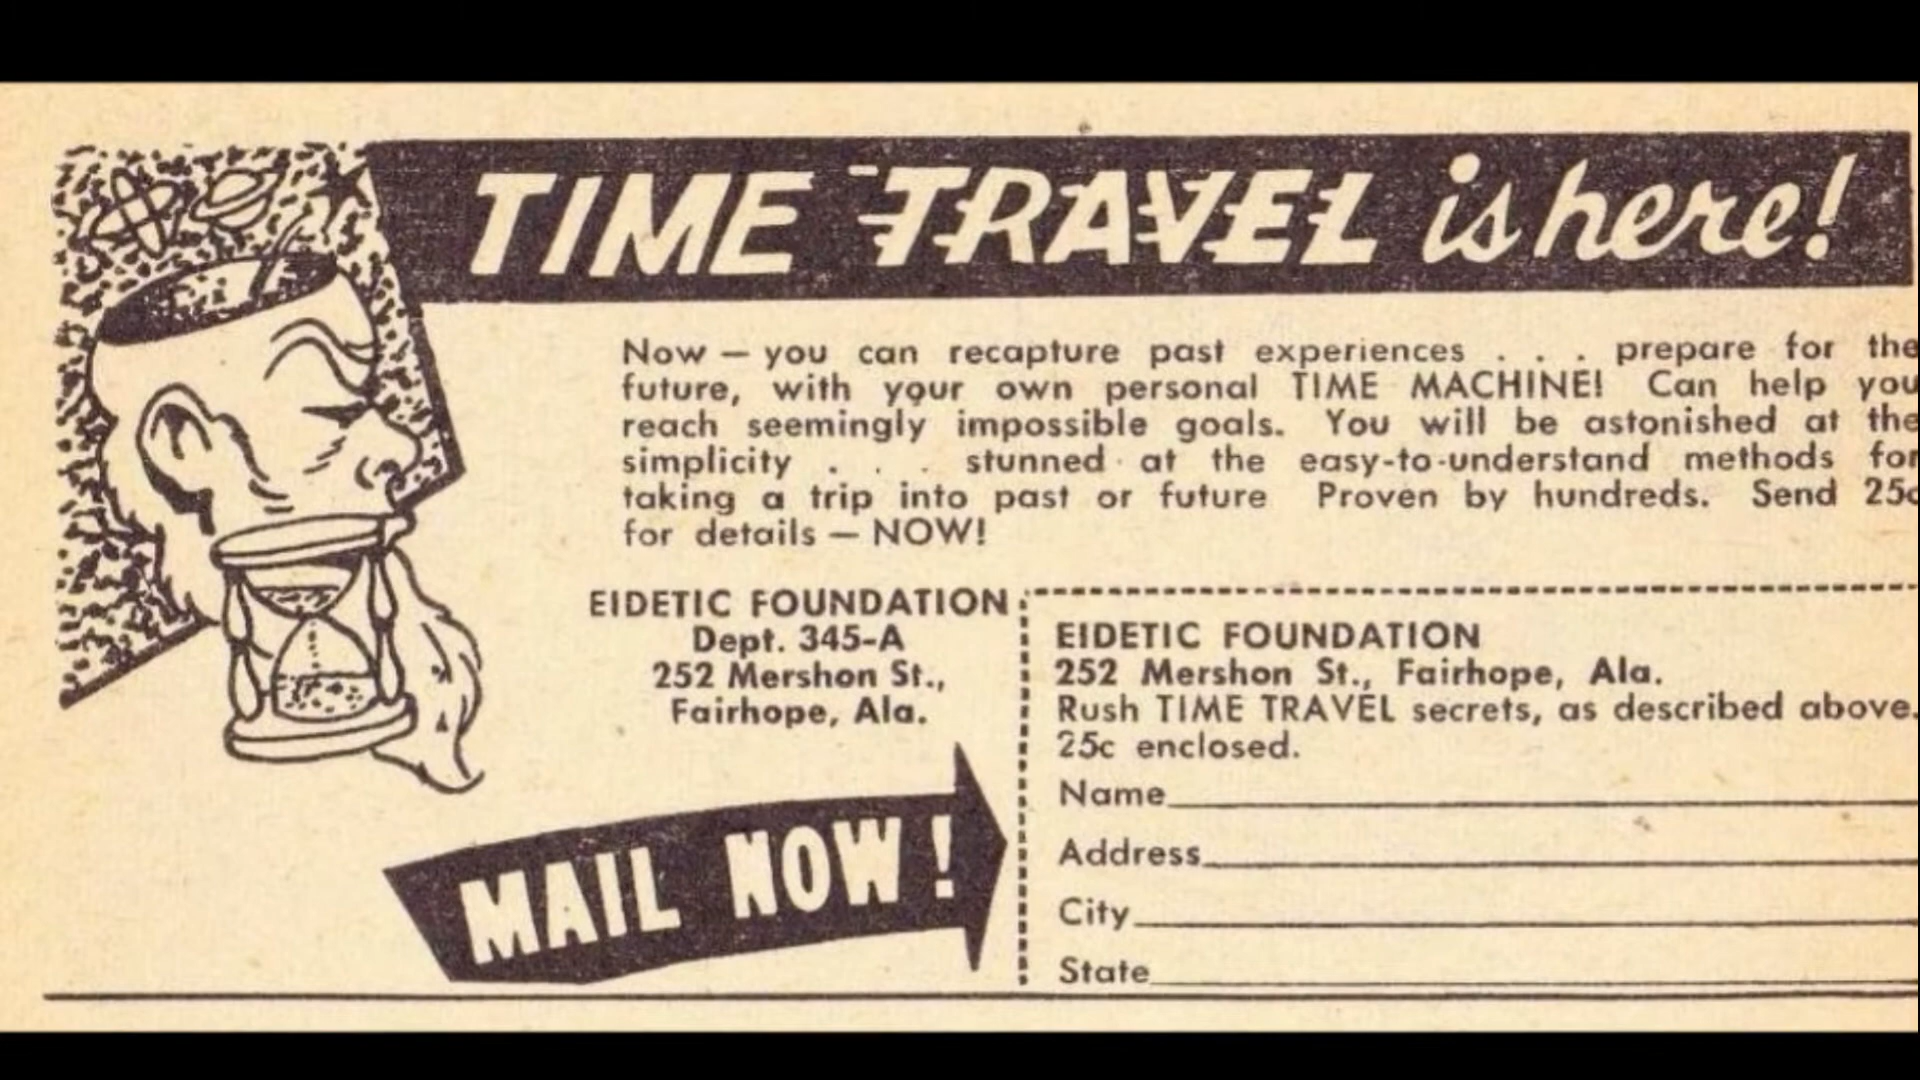 TIME TRAVEL is here!
Now — you can recapture past experiences . . . prepare for the
future, with your own personal TIME MACHINE! Can help you
reach seemingly impossible goals. You will be astonished at the
simplicity . . . stunned at the easy-to-understand methods for
taking a trip into past or future Proven by hundreds. Send 25c
for details — NOW!
EIDETIC FOUNDATION
Dept. 345-A
252 Mershon St.,
Fairhope, Ala.
MAIL NOW!
EIDETIC FOUNDATION
252 Mershon St., Fairhope, Ala.
Rush TIME TRAVEL secrets, as described above.
25c enclosed.
Name
Address
City
State